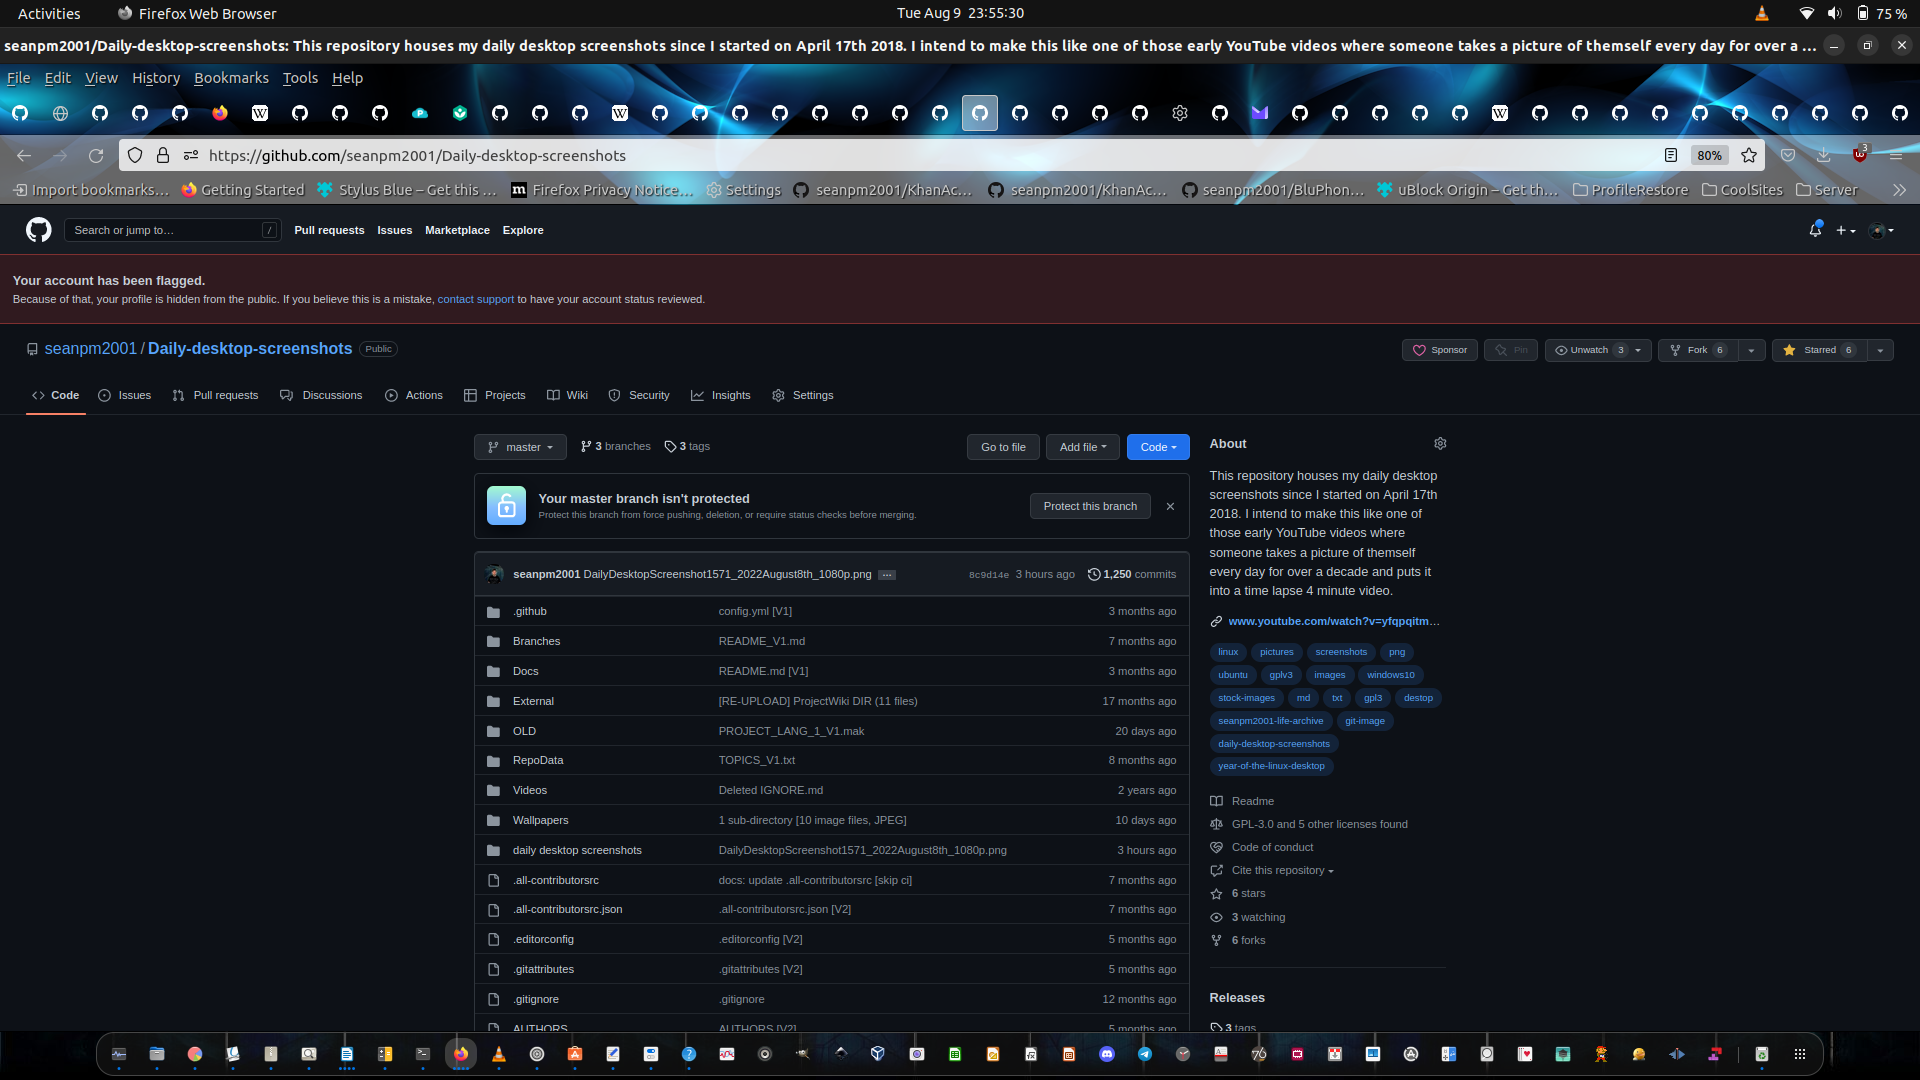 Activities
Firefox Web Browser
Tue Aug 9 23:55:30
75 %
seanpm2001/Daily-desktop-screenshots: This repository houses my daily desktop screenshots since I started on April 17th 2018. I intend to make this like one of those early YouTube videos where someone takes a picture of themself every day for over a ...
File Edit View History Bookmarks Tools Help
https://github.com/seanpm2001/Daily-desktop-screenshots
80%
3
Import bookmarks... Getting Started Stylus Blue – Get this ... Firefox Privacy Notice... Settings seanpm2001/KhanAc... seanpm2001/KhanAc... seanpm2001/BluPhon... uBlock Origin – Get th... ProfileRestore CoolSites Server
Search or jump to...
/
Pull requests Issues Marketplace Explore
Your account has been flagged.
Because of that, your profile is hidden from the public. If you believe this is a mistake, contact support to have your account status reviewed.
seanpm2001 / Daily-desktop-screenshots Public
Sponsor Pin Unwatch 3 Fork 6 Starred 6
Code Issues Pull requests Discussions Actions Projects Wiki Security Insights Settings
master 3 branches 3 tags
Go to file Add file Code
Your master branch isn't protected
Protect this branch from force pushing, deletion, or require status checks before merging.
Protect this branch
seanpm2001 DailyDesktopScreenshot1571_2022August8th_1080p.png ... 8c9d14e 3 hours ago 1,250 commits
.github config.yml [V1] 3 months ago
Branches README_V1.md 7 months ago
Docs README.md [V1] 3 months ago
External [RE-UPLOAD] ProjectWiki DIR (11 files) 17 months ago
OLD PROJECT_LANG_1_V1.mak 20 days ago
RepoData TOPICS_V1.txt 8 months ago
Videos Deleted IGNORE.md 2 years ago
Wallpapers 1 sub-directory [10 image files, JPEG] 10 days ago
daily desktop screenshots DailyDesktopScreenshot1571_2022August8th_1080p.png 3 hours ago
.all-contributorsrc docs: update .all-contributorsrc [skip ci] 7 months ago
.all-contributorsrc.json .all-contributorsrc.json [V2] 7 months ago
.editorconfig .editorconfig [V2] 5 months ago
.gitattributes .gitattributes [V2] 5 months ago
.gitignore .gitignore 12 months ago
AUTHORS AUTHORS [V2] 5 months ago
About
This repository houses my daily desktop
screenshots since I started on April 17th
2018. I intend to make this like one of
those early YouTube videos where
someone takes a picture of themself
every day for over a decade and puts it
into a time lapse 4 minute video.
www.youtube.com/watch?v=yfqpqitm...
linux pictures screenshots png
ubuntu gplv3 images windows10
stock-images md txt gpl3 destop
seanpm2001-life-archive git-image
daily-desktop-screenshots
year-of-the-linux-desktop
Readme
GPL-3.0 and 5 other licenses found
Code of conduct
Cite this repository
6 stars
3 watching
6 forks
Releases
3 tags